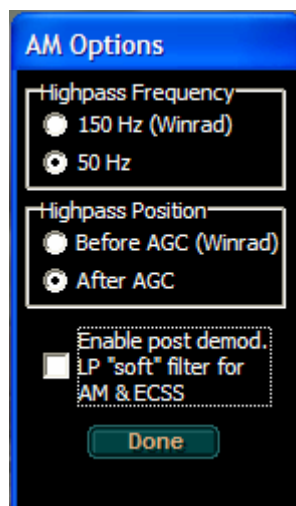 AM Options
Highpass Frequency
150 Hz (Winrad)
50 Hz
Highpass Position
Before AGC (Winrad)
After AGC
Enable post demod.
LP "soft" filter for
AM & ECSS
Done